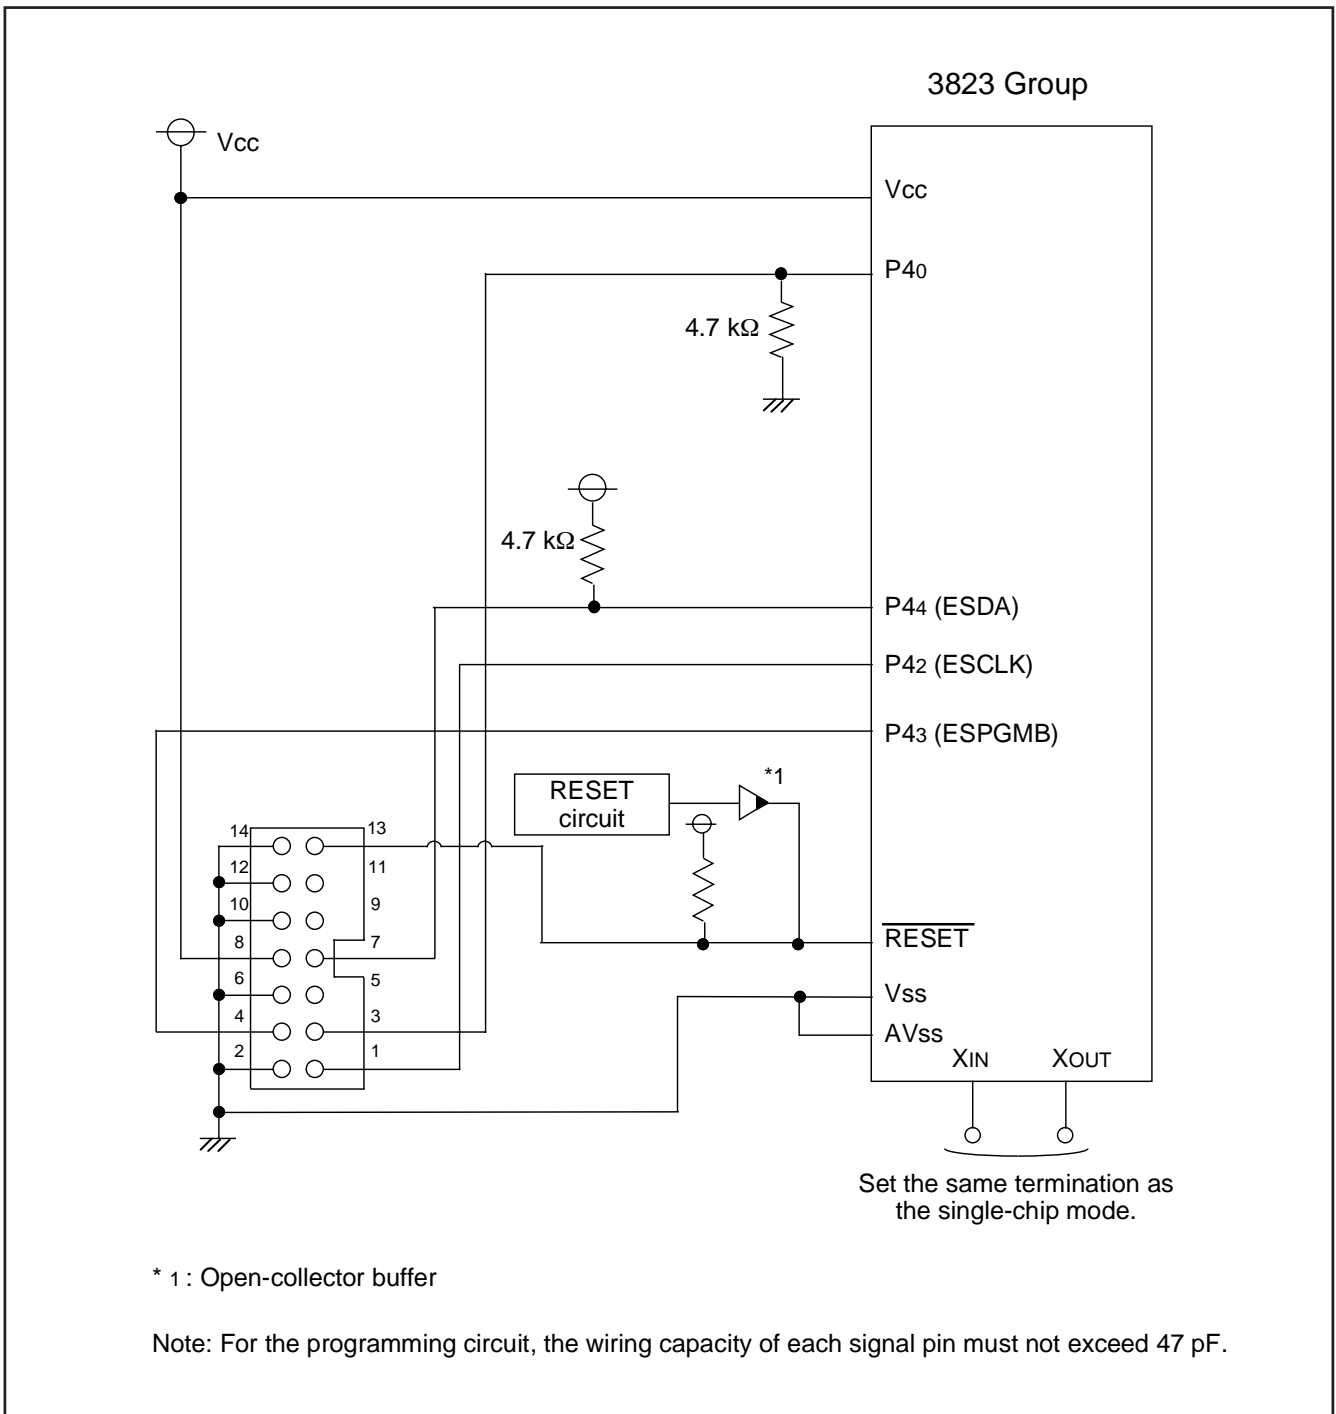 3823 Group
Vcc
Vcc
P40
4.7 kΩ
4.7 kΩ
P44 (ESDA)
P42 (ESCLK)
P43 (ESPGMB)
*1
RESET
circuit
14
13
12
11
10
9
8
7
6
5
4
3
2
1
RESET
Vss
AVss
XIN
XOUT
Set the same termination as
the single-chip mode.
* 1 : Open-collector buffer
Note: For the programming circuit, the wiring capacity of each signal pin must not exceed 47 pF.